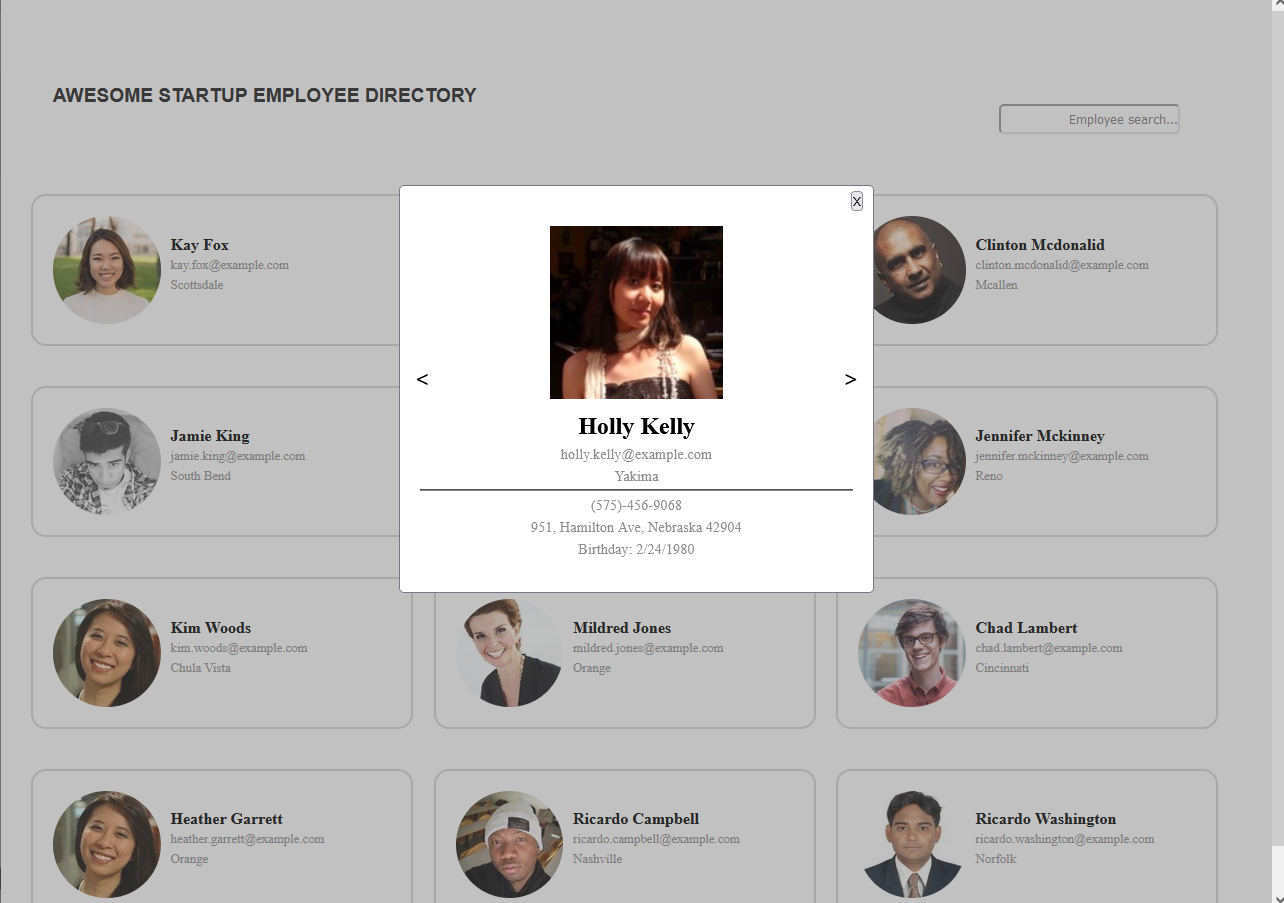 AWESOME STARTUP EMPLOYEE DIRECTORY
Employee search...
X
Kay Fox
kay.fox@example.com
Scottsdale
Clinton Mcdonalid
clinton.mcdonalid@example.com
Mcallen
<
>
Holly Kelly
holly.kelly@example.com
Yakima
(575)-456-9068
951, Hamilton Ave, Nebraska 42904
Birthday: 2/24/1980
Jamie King
jamie.king@example.com
South Bend
Jennifer Mckinney
jennifer.mckinney@example.com
Reno
Kim Woods
kim.woods@example.com
Chula Vista
Mildred Jones
mildred.jones@example.com
Orange
Chad Lambert
chad.lambert@example.com
Cincinnati
Heather Garrett
heather.garrett@example.com
Orange
Ricardo Campbell
ricardo.campbell@example.com
Nashville
Ricardo Washington
ricardo.washington@example.com
Norfolk